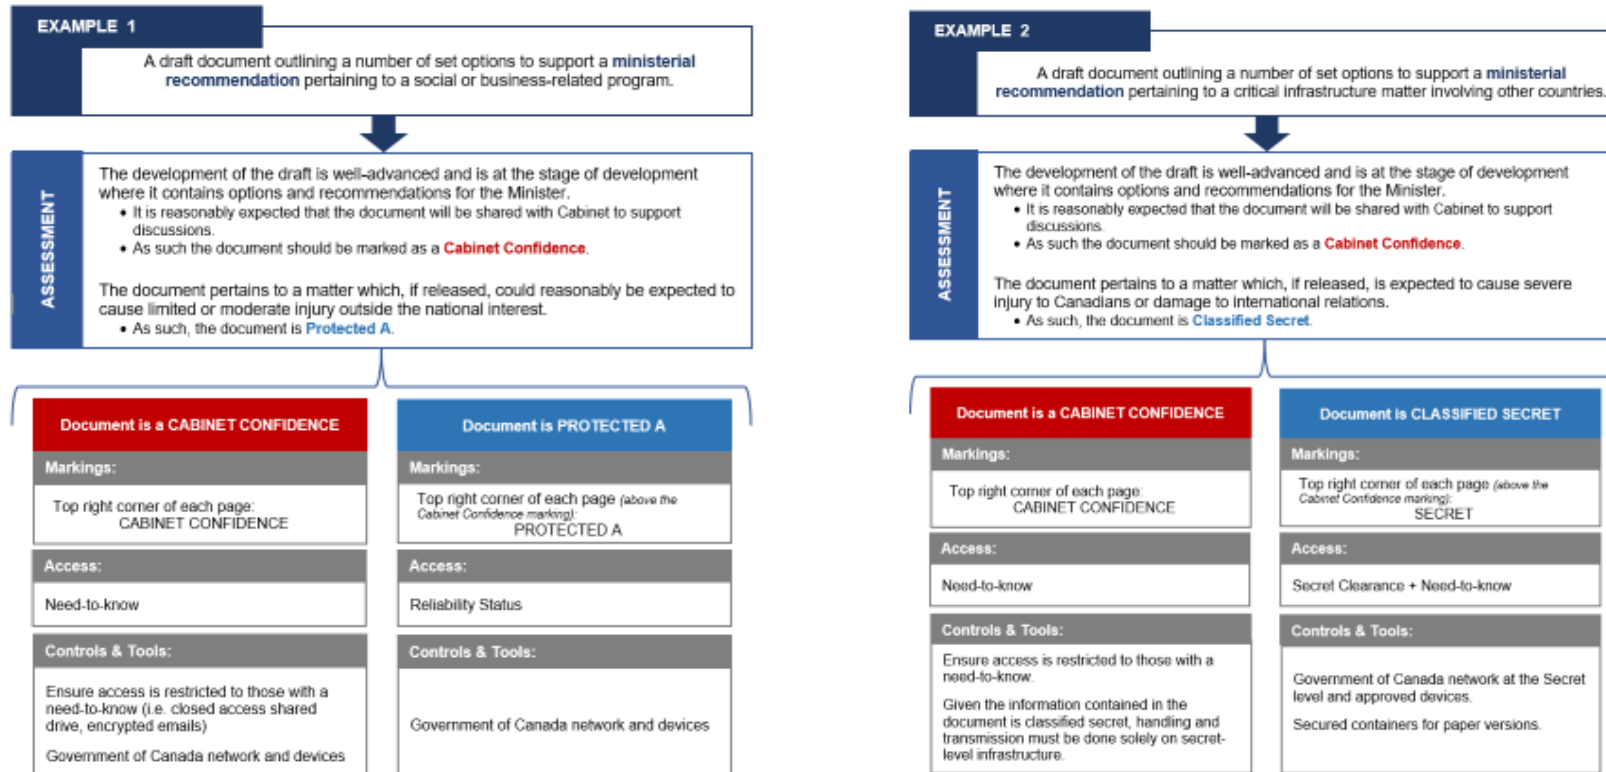 EXAMPLE 1
A draft document outlining a number of set options to support a ministerial
recommendation pertaining to a social or business-related program.
ASSESSMENT
The development of the draft is well-advanced and is at the stage of development
where it contains options and recommendations for the Minister.
• It is reasonably expected that the document will be shared with Cabinet to support
discussions.
• As such the document should be marked as a Cabinet Confidence.
The document pertains to a matter which, if released, could reasonably be expected to
cause limited or moderate injury outside the national interest.
• As such, the document is Protected A.
Document is a CABINET CONFIDENCE
Markings:
Top right corner of each page:
CABINET CONFIDENCE
Access:
Need-to-know
Controls & Tools:
Ensure access is restricted to those with a
need-to-know (i.e. closed access shared
drive, encrypted emails)
Government of Canada network and devices
Document is PROTECTED A
Markings:
Top right corner of each page (above the
Cabinet Confidence marking):
PROTECTED A
Access:
Reliability Status
Controls & Tools:
Government of Canada network and devices
EXAMPLE 2
A draft document outlining a number of set options to support a ministerial
recommendation pertaining to a critical infrastructure matter involving other countries.
ASSESSMENT
The development of the draft is well-advanced and is at the stage of development
where it contains options and recommendations for the Minister.
• It is reasonably expected that the document will be shared with Cabinet to support
discussions.
• As such the document should be marked as a Cabinet Confidence.
The document pertains to a matter which, if released, is expected to cause severe
injury to Canadians or damage to international relations.
• As such, the document is Classified Secret.
Document is a CABINET CONFIDENCE
Markings:
Top right corner of each page:
CABINET CONFIDENCE
Access:
Need-to-know
Controls & Tools:
Ensure access is restricted to those with a
need-to-know.
Given the information contained in the
document is classified secret, handling and
transmission must be done solely on secret-
level infrastructure.
Document is CLASSIFIED SECRET
Markings:
Top right corner of each page (above the
Cabinet Confidence marking):
SECRET
Access:
Secret Clearance + Need-to-know
Controls & Tools:
Government of Canada network at the Secret
level and approved devices.
Secured containers for paper versions.